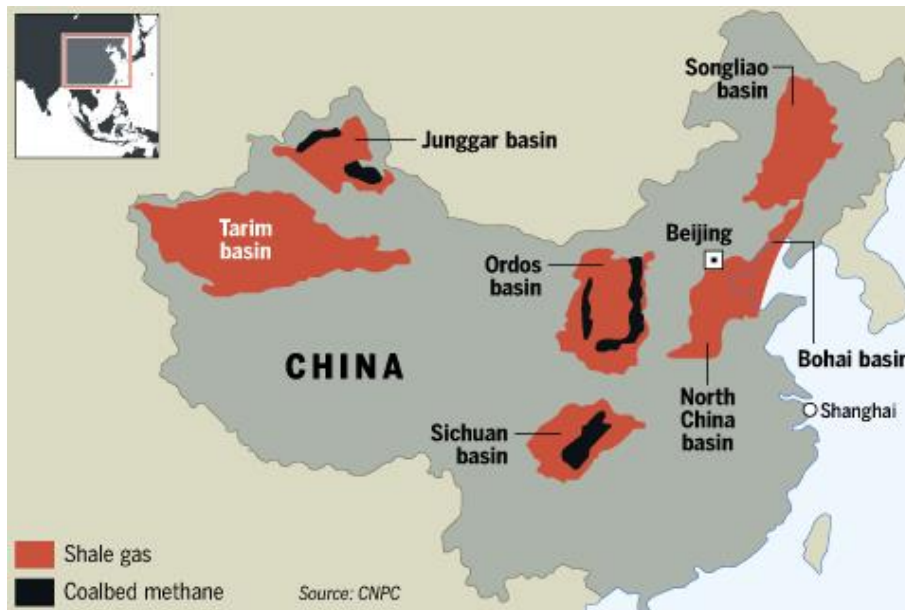 Songliao
basin
Junggar basin
Tarim
basin
Beijing
Ordos
basin
CHINA
Bohai basin
North
China
basin
Shanghai
Sichuan
basin
Shale gas
Coalbed methane
Source: CNPC